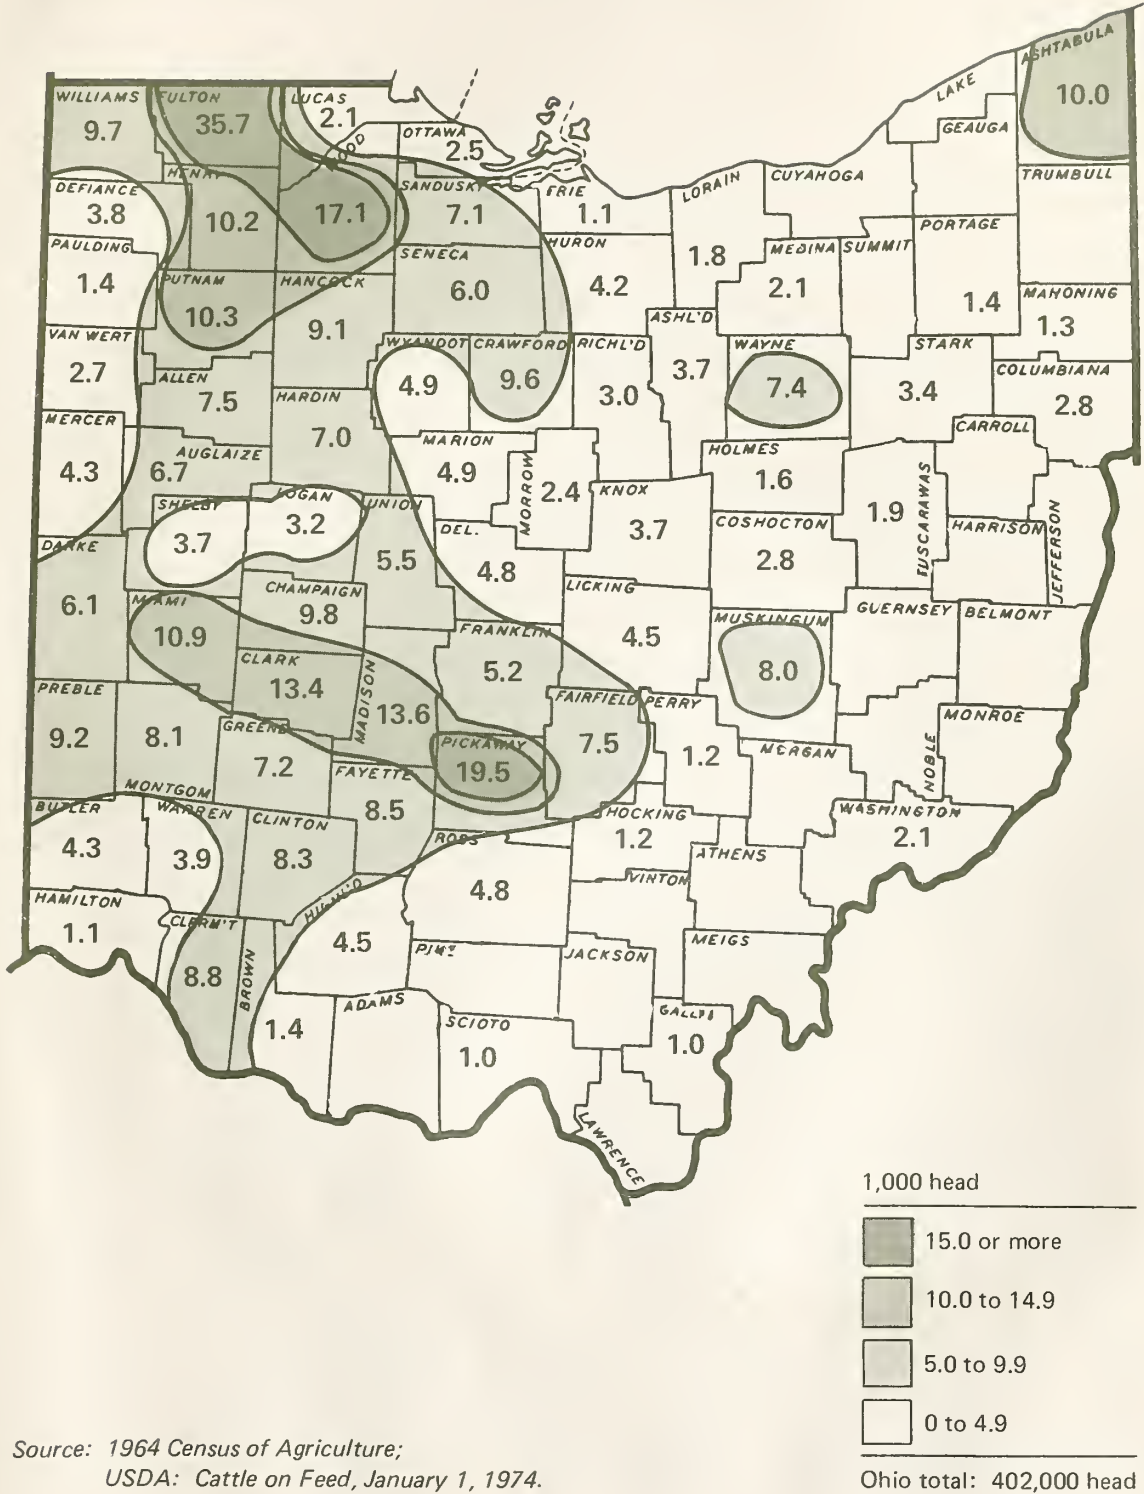 ASHTABULA
10.0
LAKE
GEAUGA
WILLIAMS
9.7
FULTON
35.7
LUCAS
2.1
WOOD
17.1
OTTAWA
2.5
HENRY
10.2
SANDUSKY
7.1
ERIE
1.1
LORAIN
1.8
CUYAHOGA
TRUMBULL
DEFIANCE
3.8
PAULDING
1.4
PUTNAM
10.3
HANCOCK
9.1
SENECA
6.0
HURON
4.2
MEDINA
2.1
SUMMIT
PORTAGE
1.4
MAHONING
1.3
VAN WERT
2.7
ALLEN
7.5
HARDIN
7.0
WYANDOT
4.9
CRAWFORD
9.6
RICHL'D
3.0
ASHL'D
3.7
WAYNE
7.4
STARK
3.4
COLUMBIANA
2.8
MERCER
4.3
AUGLAIZE
6.7
MARION
4.9
MORROW
2.4
KNOX
3.7
HOLMES
1.6
CARROLL
TUSCARAWAS
1.9
HARRISON
JEFFERSON
SHELBY
3.7
LOGAN
3.2
UNION
5.5
DEL.
4.8
COSHOCTON
2.8
DARKE
6.1
MIAMI
10.9
CHAMPAIGN
9.8
LICKING
4.5
MUSKINGUM
8.0
GUERNSEY
BELMONT
CLARK
13.4
MADISON
13.6
FRANKLIN
5.2
FAIRFIELD
7.5
PERRY
1.2
MORGAN
NOBLE
MONROE
PREBLE
9.2
MONTGOM
8.1
GREENE
7.2
FAYETTE
8.5
PICKAWAY
19.5
HOCKING
1.2
WASHINGTON
2.1
BUTLER
4.3
WARREN
3.9
CLINTON
8.3
ROSS
4.8
ATHENS
VINTON
HAMILTON
1.1
CLERM'T
8.8
BROWN
1.4
HIGHL'D
4.5
JACKSON
MEIGS
ADAMS
SCIOTO
1.0
GALLIA
1.0
LAWRENCE
1,000 head
15.0 or more
10.0 to 14.9
5.0 to 9.9
0 to 4.9
Ohio total: 402,000 head
Source: 1964 Census of Agriculture;
USDA: Cattle on Feed, January 1, 1974.